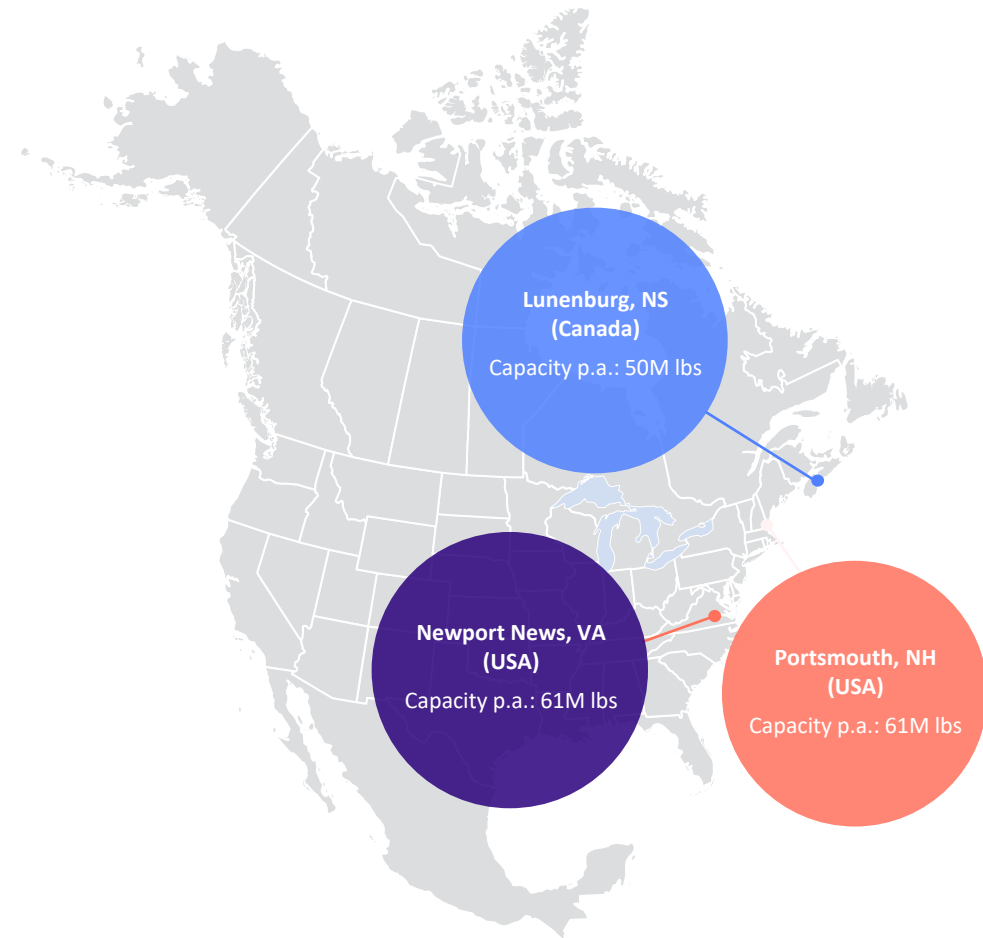 Lunenburg, NS
(Canada)
Capacity p.a.: 50M lbs
Newport News, VA
(USA)
Capacity p.a.: 61M lbs
Portsmouth, NH
(USA)
Capacity p.a.: 61M lbs